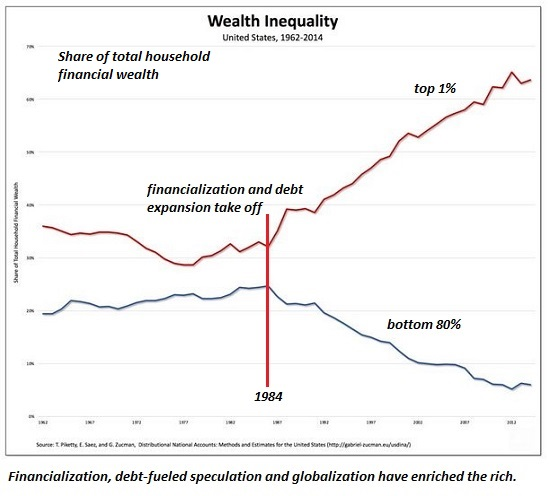 Wealth Inequality
United States, 1962-2014
Share of total household
financial wealth
70%
60%
50%
40%
30%
20%
10%
0%
Share of Total Household Financial Wealth
top 1%
financialization and debt
expansion take off
bottom 80%
1984
1962
1967
1972
1977
1982
1987
1992
1997
2002
2007
2012
Source: T. Piketty, E. Saez, and G. Zucman, Distributional National Accounts: Methods and Estimates for the United States (http://gabriel-zucman.eu/usdina/)
Financialization, debt-fueled speculation and globalization have enriched the rich.